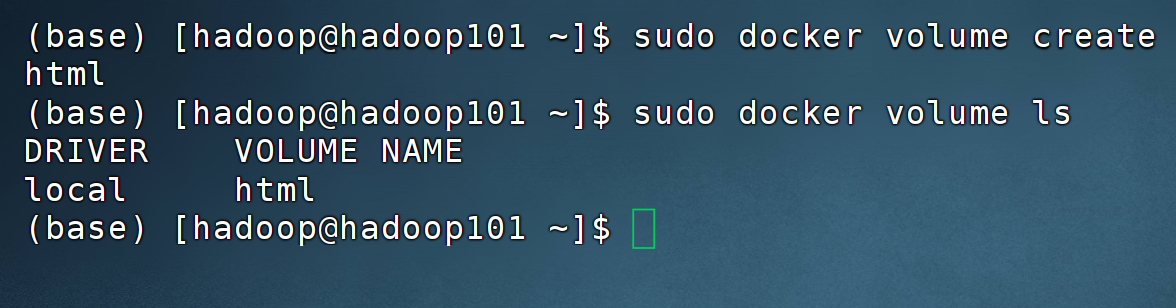 (base) [hadoop@hadoop101 ~]$ sudo docker volume create
html
(base) [hadoop@hadoop101 ~]$ sudo docker volume ls
DRIVER    VOLUME NAME
local     html
(base) [hadoop@hadoop101 ~]$